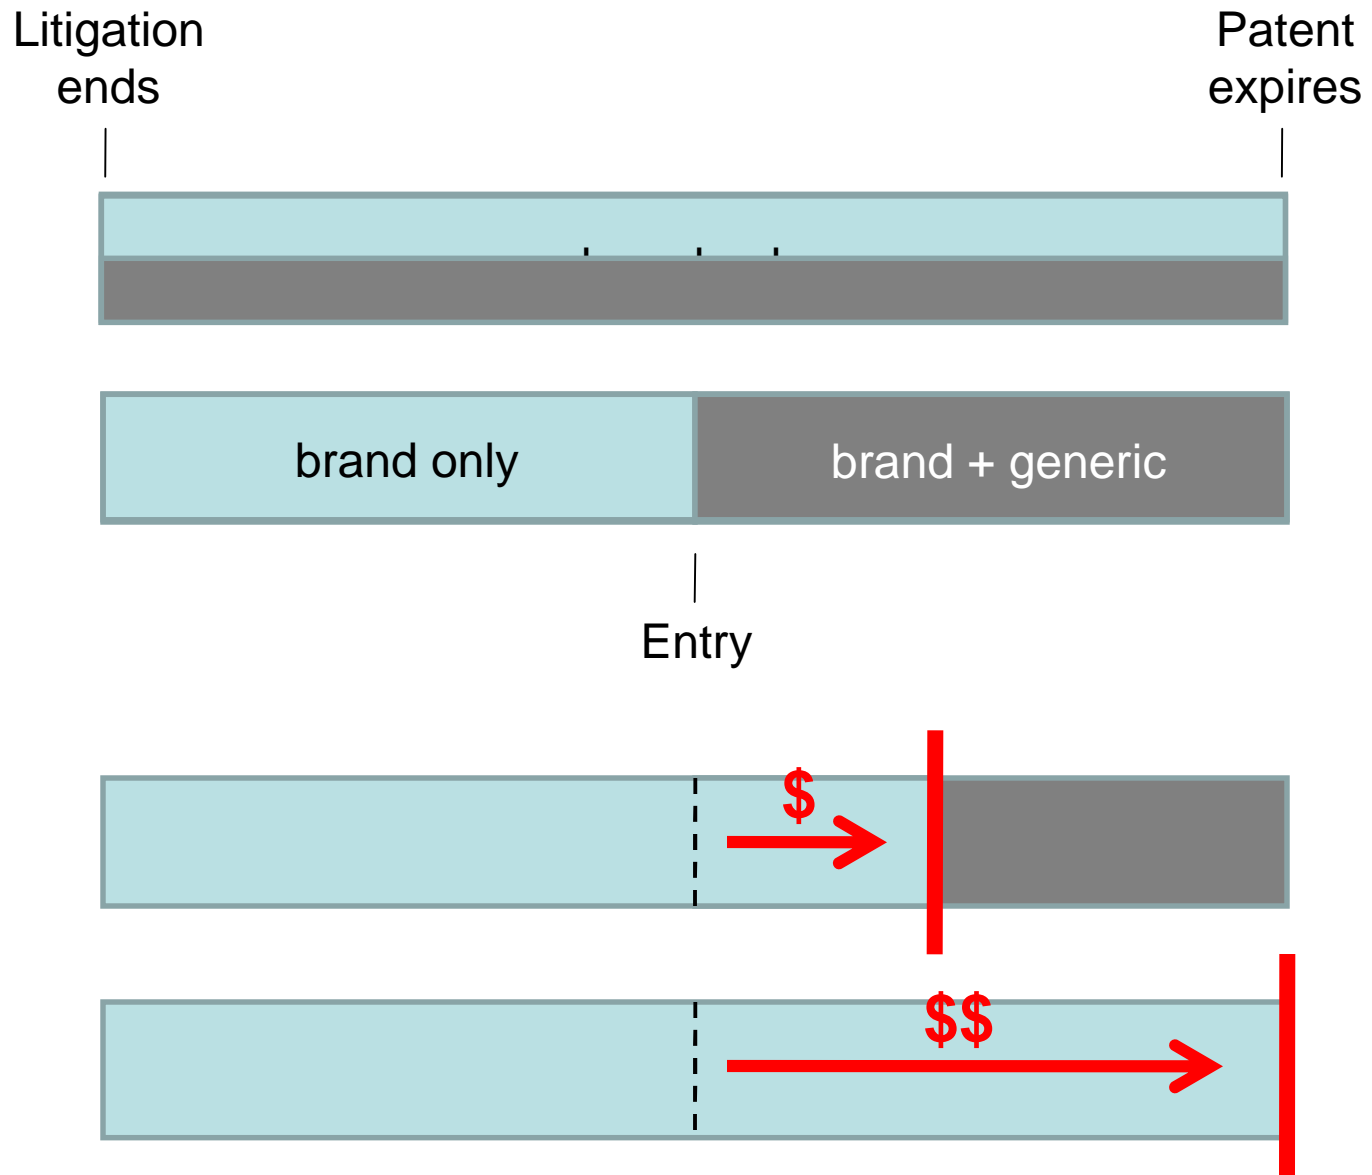 Litigation
ends
Patent
expires
brand only
brand + generic
Entry
$
$$